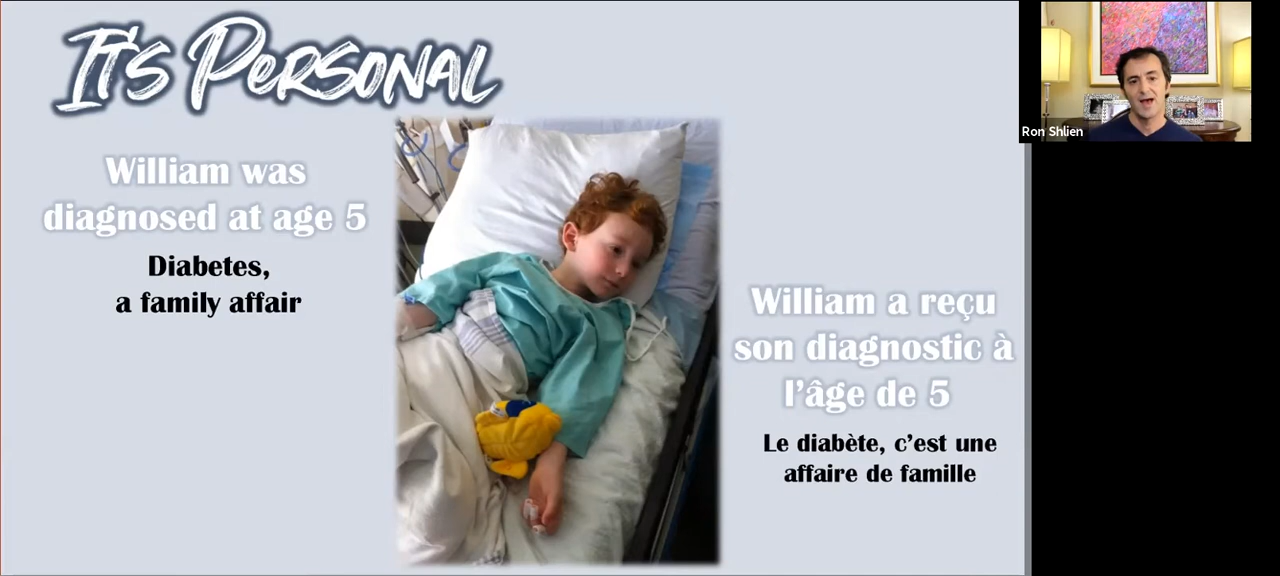 It's Personal
William was
diagnosed at age 5
Diabetes,
a family affair
William a reçu
son diagnostic à
l'âge de 5
Le diabète, c'est une
affaire de famille
Ron Shlien